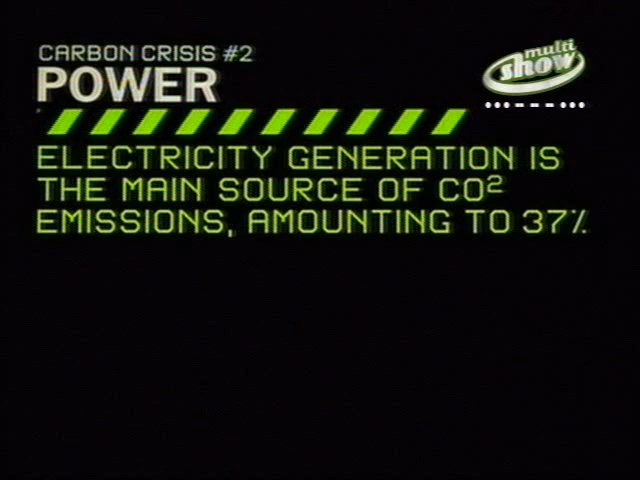 CARBON CRISIS #2
POWER
multi
show
ELECTRICITY GENERATION IS
THE MAIN SOURCE OF CO²
EMISSIONS, AMOUNTING TO 37%